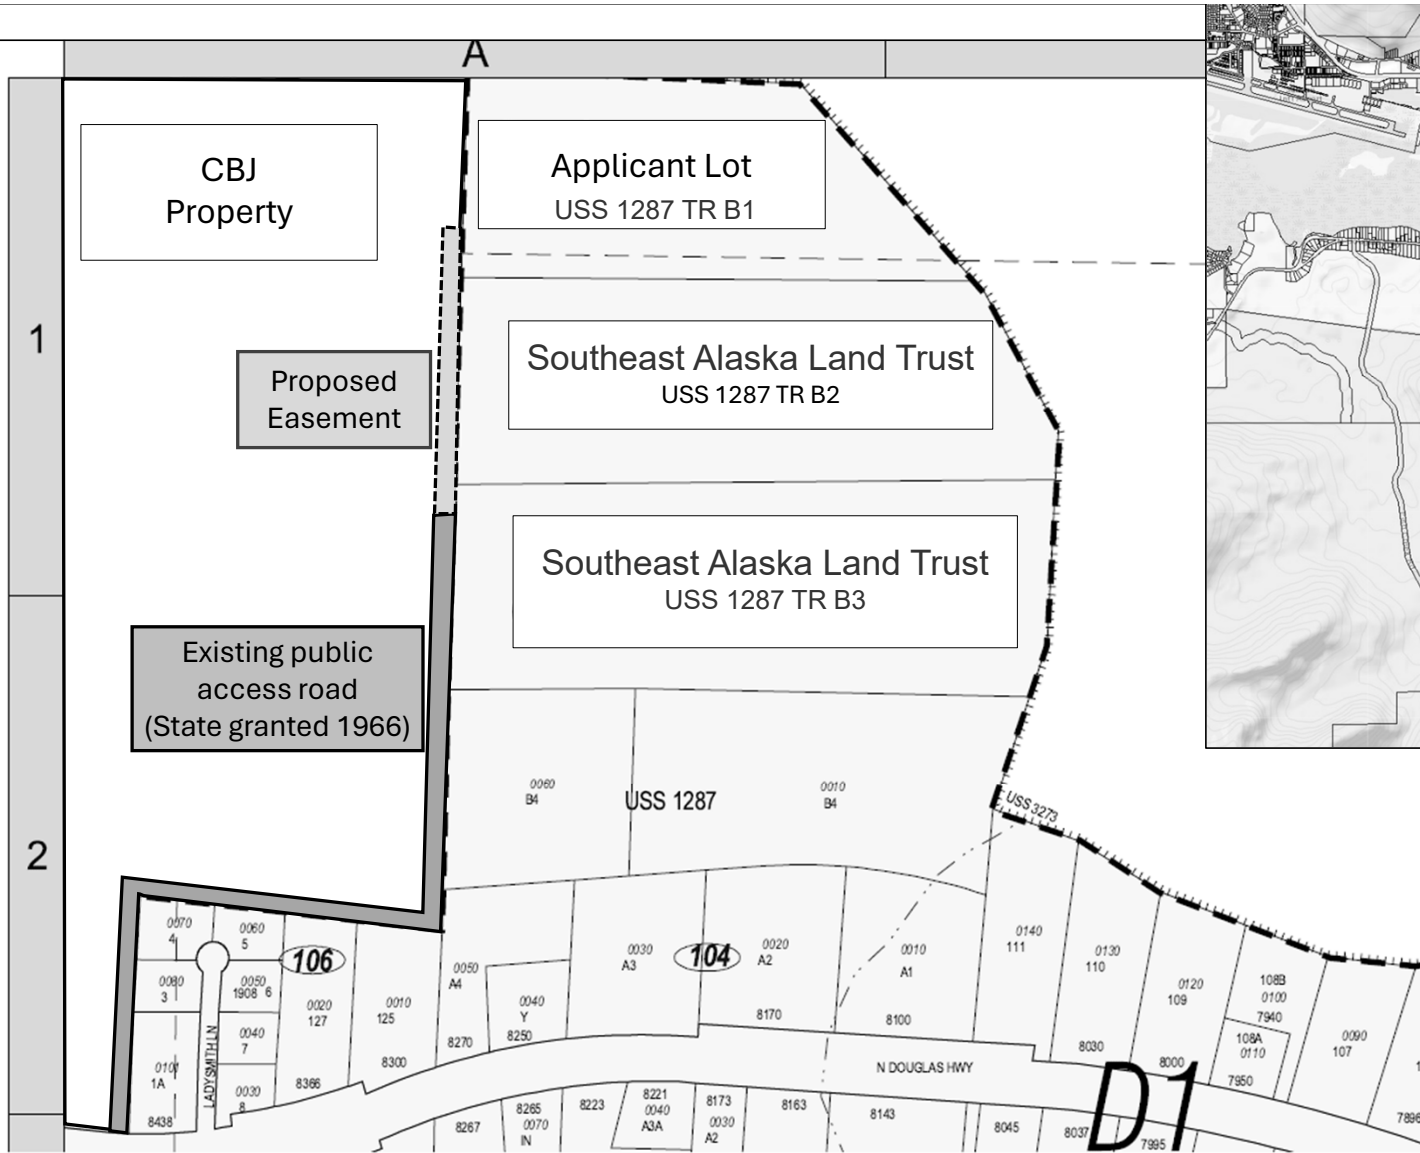 A
CBJ
Property
Applicant Lot
USS 1287 TR B1
1
Southeast Alaska Land Trust
USS 1287 TR B2
Proposed
Easement
Southeast Alaska Land Trust
USS 1287 TR B3
Existing public
access road
(State granted 1966)
2
0060
B4
USS 1287
0010
B4
USS 3273
0070
4
0060
5
106
0080
3
0050
1908 6
0040
7
0030
8
1A
8438
LADYSMITH LN
0020
127
8366
0010
125
8300
0050
A4
8270
0040
Y
8250
0030
A3
104
0020
A2
8170
0010
A1
8100
0140
111
0130
110
8030
0120
109
8000
108B
0100
7940
108A
0110
7950
0090
107
N DOUGLAS HWY
D1
8267
8265
0070
IN
8223
8221
0040
A3A
8173
0030
A2
8163
8143
8045
8037
7995